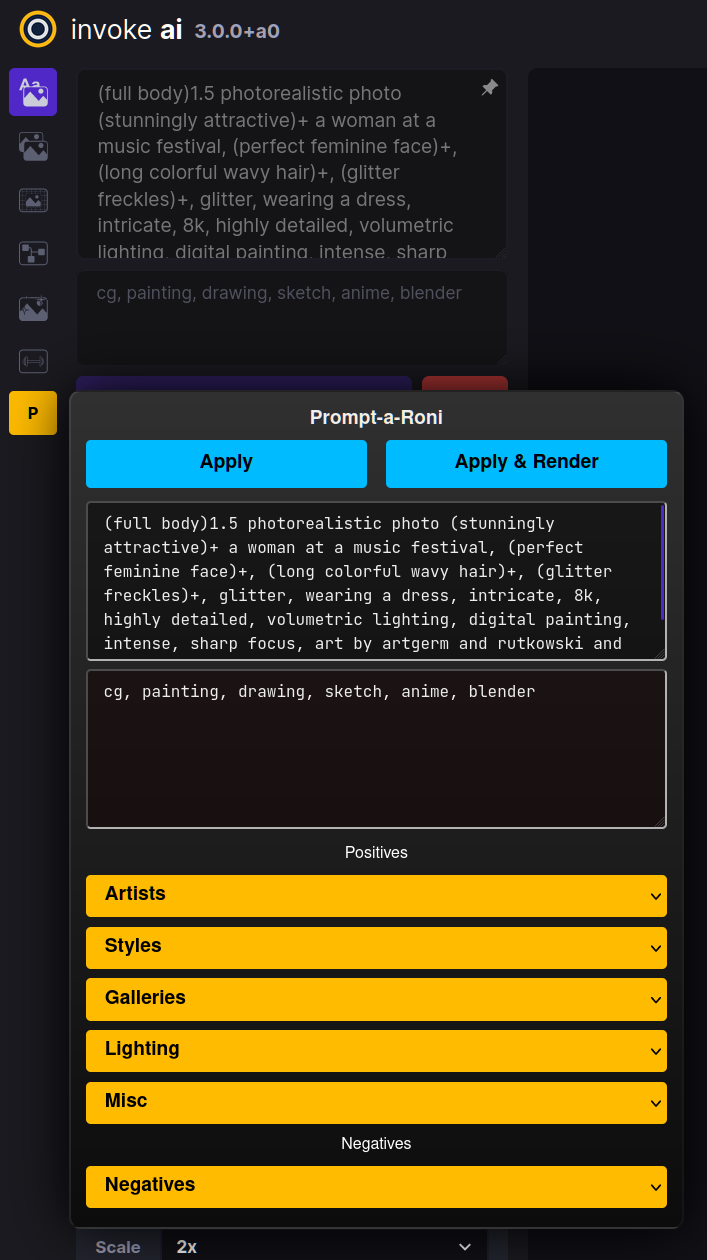 invoke ai 3.0.0+a0
Aa
(full body)1.5 photorealistic photo
(stunningly attractive)+ a woman at a
music festival, (perfect feminine face)+,
(long colorful wavy hair)+, (glitter
freckles)+, glitter, wearing a dress,
intricate, 8k, highly detailed, volumetric
lighting, digital painting, intense, sharp
cg, painting, drawing, sketch, anime, blender
P
Prompt-a-Roni
Apply
Apply & Render
(full body)1.5 photorealistic photo (stunningly
attractive)+ a woman at a music festival, (perfect
feminine face)+, (long colorful wavy hair)+, (glitter
freckles)+, glitter, wearing a dress, intricate, 8k,
highly detailed, volumetric lighting, digital painting,
intense, sharp focus, art by artgerm and rutkowski and
cg, painting, drawing, sketch, anime, blender
Positives
Artists
Styles
Galleries
Lighting
Misc
Negatives
Negatives
Scale 2x